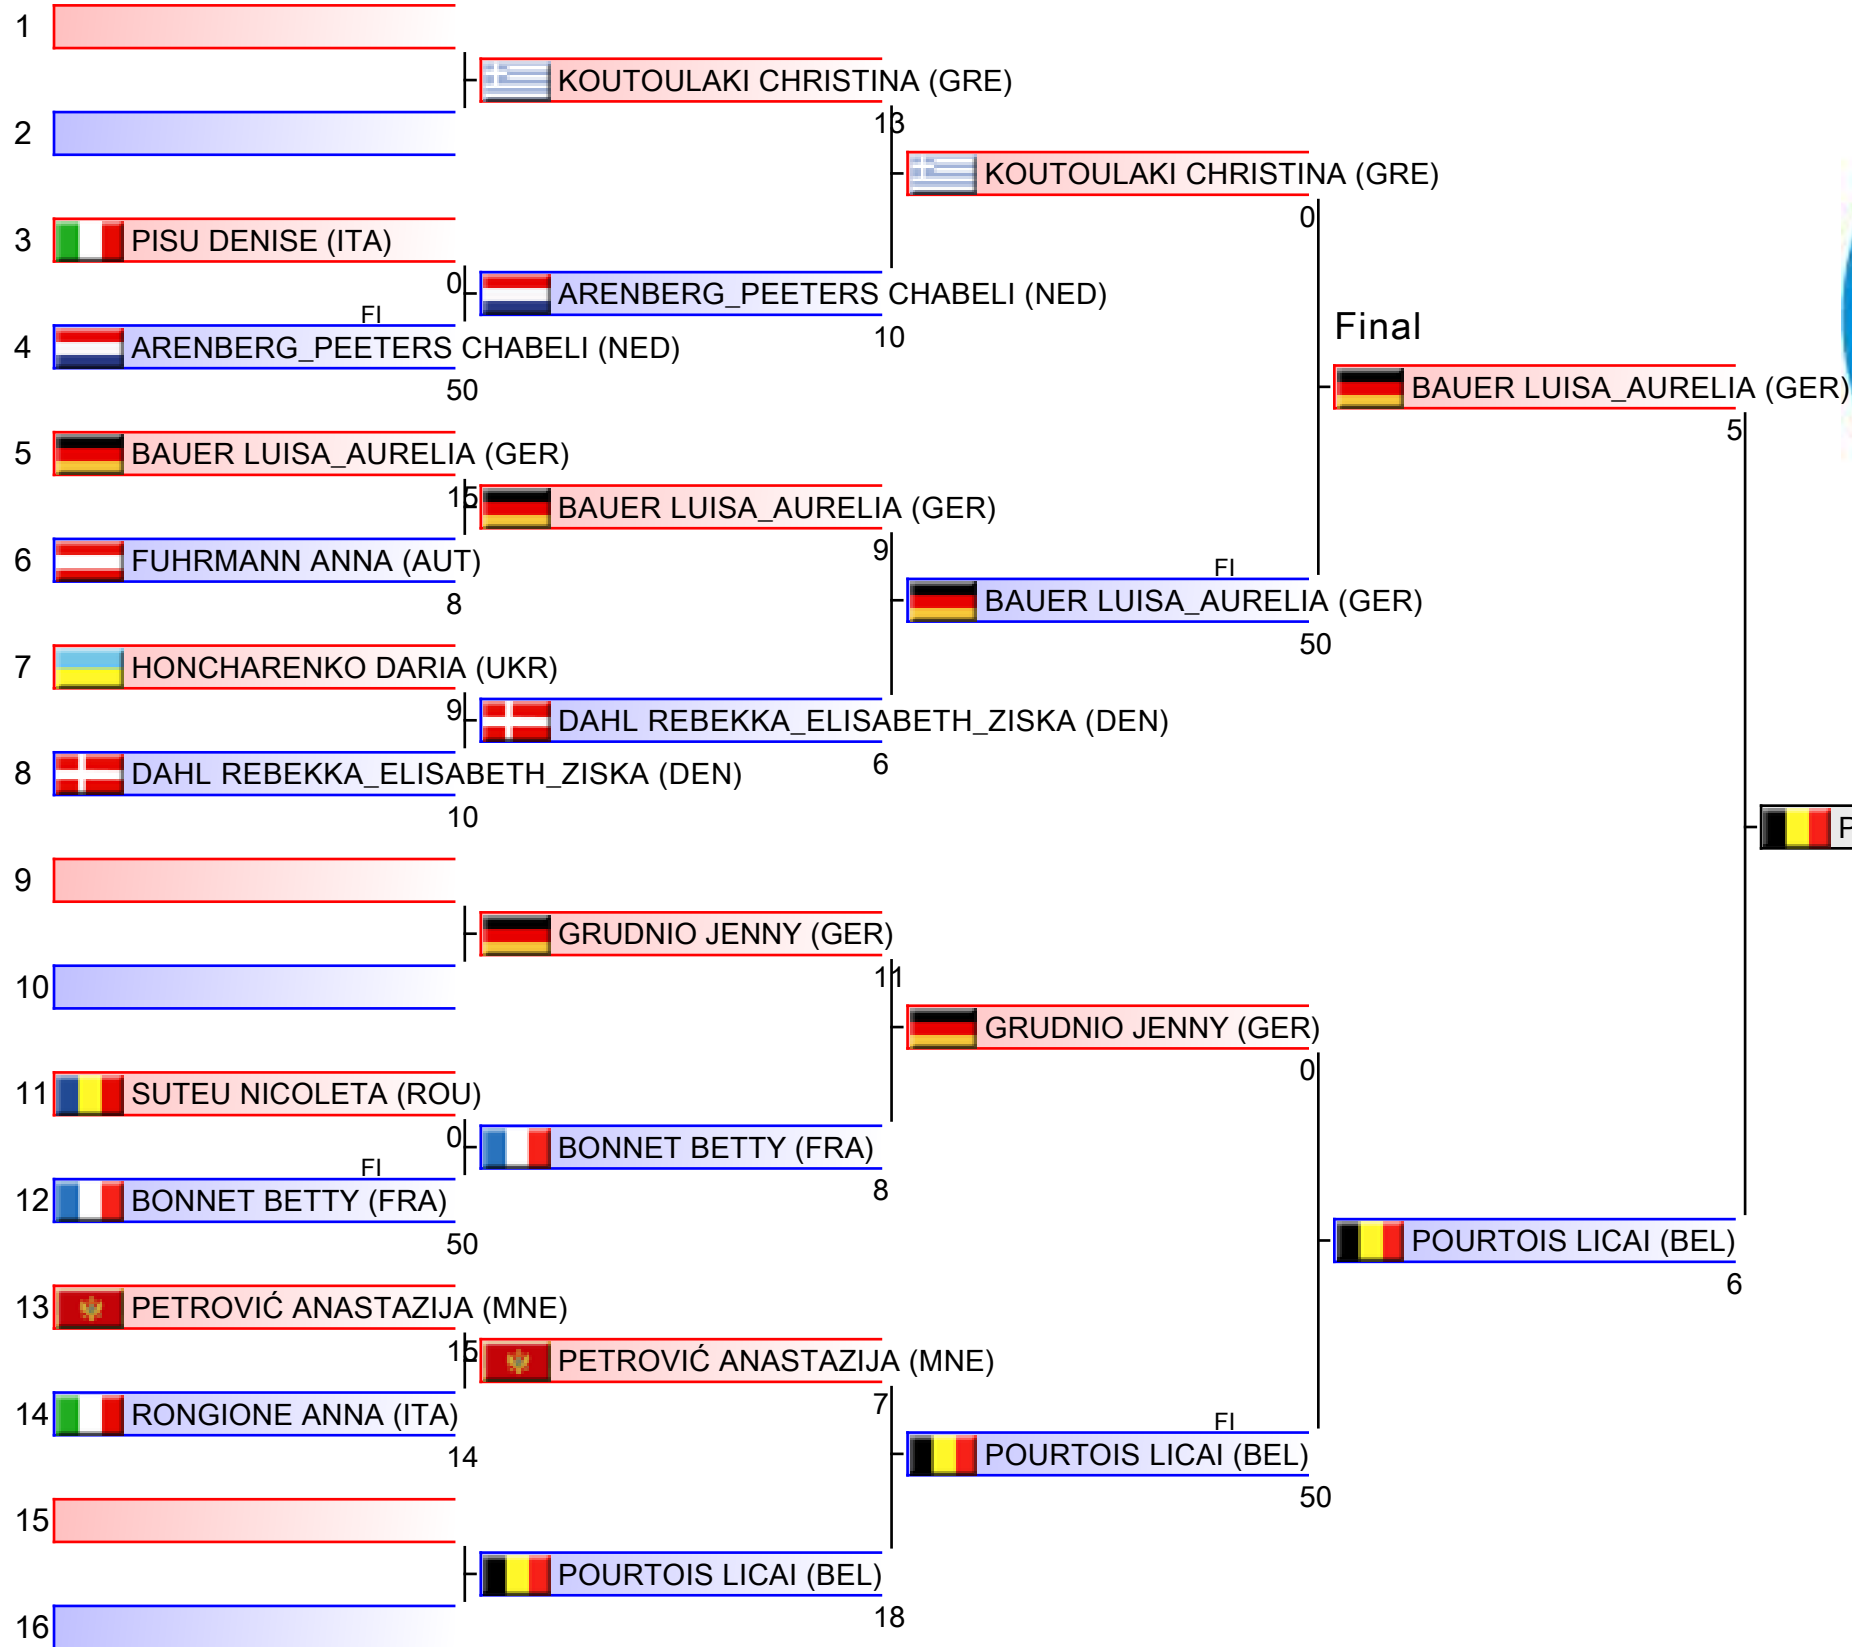 1
KOUTOULAKI CHRISTINA (GRE)
13
2
KOUTOULAKI CHRISTINA (GRE)
0
3 PISU DENISE (ITA)
0
ARENBERG_PEETERS CHABELI (NED)
10
FI
4 ARENBERG_PEETERS CHABELI (NED)
50
Final
BAUER LUISA_AURELIA (GER)
5
5 BAUER LUISA_AURELIA (GER)
15
BAUER LUISA_AURELIA (GER)
9
6 FUHRMANN ANNA (AUT)
8
FI
BAUER LUISA_AURELIA (GER)
50
7 HONCHARENKO DARIA (UKR)
9
DAHL REBEKKA_ELISABETH_ZISKA (DEN)
6
8 DAHL REBEKKA_ELISABETH_ZISKA (DEN)
10
P
9
GRUDNIO JENNY (GER)
11
10
GRUDNIO JENNY (GER)
0
11 SUTEU NICOLETA (ROU)
0
BONNET BETTY (FRA)
8
FI
12 BONNET BETTY (FRA)
50
POURTOIS LICAI (BEL)
6
13 PETROVIĆ ANASTAZIJA (MNE)
15
PETROVIĆ ANASTAZIJA (MNE)
7
14 RONGIONE ANNA (ITA)
14
FI
POURTOIS LICAI (BEL)
50
15
POURTOIS LICAI (BEL)
18
16